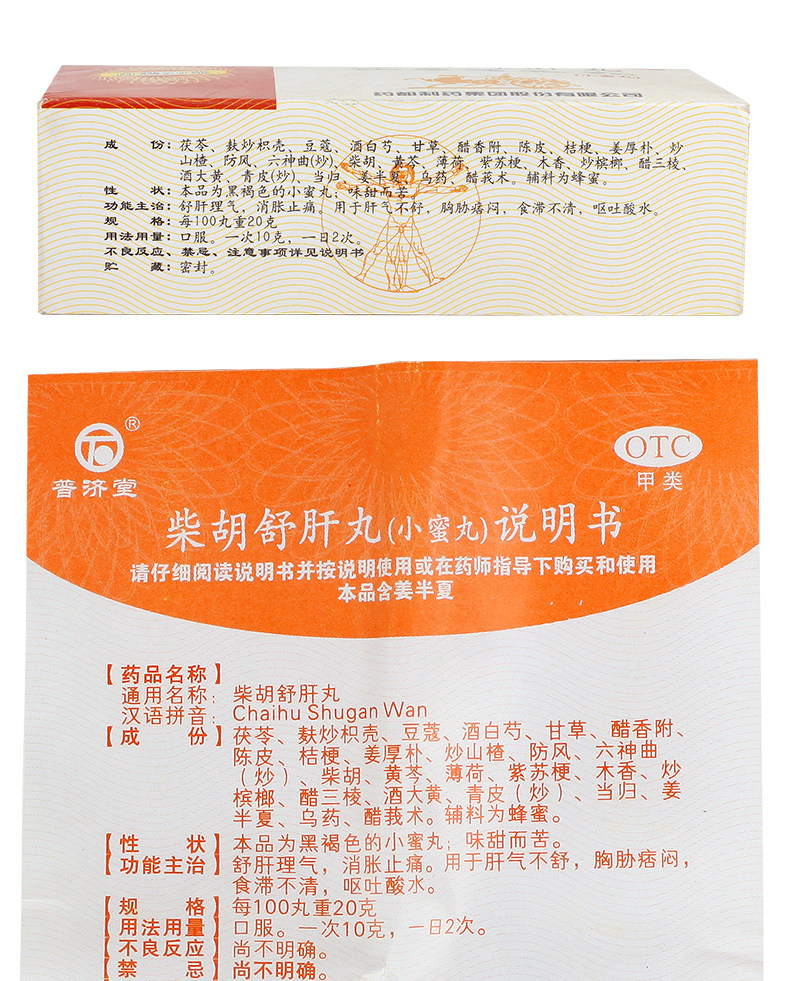 药都制药集团股份有限公司
成　份：茯苓、麸炒枳壳、豆蔻、酒白芍、甘草、醋香附、陈皮、桔梗、姜厚朴、炒
山楂、防风、六神曲(炒)、柴胡、黄芩、薄荷、紫苏梗、木香、炒槟榔、醋三棱、
酒大黄、青皮(炒)、当归、姜半夏、乌药、醋莪术。辅料为蜂蜜。
性　状：本品为黑褐色的小蜜丸；味甜而苦。
功能主治：舒肝理气，消胀止痛。用于肝气不舒，胸胁痞闷，食滞不清，呕吐酸水。
规　格：每100丸重20克
用法用量：口服。一次10克，一日2次。
不良反应、禁忌、注意事项详见说明书
贮　藏：密封。
®
普济堂
OTC
甲类
柴胡舒肝丸(小蜜丸)说明书
请仔细阅读说明书并按说明使用或在药师指导下购买和使用
本品含姜半夏
【药品名称】
通用名称：柴胡舒肝丸
汉语拼音：Chaihu Shugan Wan
【成　份】茯苓、麸炒枳壳、豆蔻、酒白芍、甘草、醋香附、
陈皮、桔梗、姜厚朴、炒山楂、防风、六神曲
（炒）、柴胡、黄芩、薄荷、紫苏梗、木香、炒
槟榔、醋三棱、酒大黄、青皮（炒）、当归、姜
半夏、乌药、醋莪术。辅料为蜂蜜。
【性　状】本品为黑褐色的小蜜丸；味甜而苦。
【功能主治】舒肝理气，消胀止痛。用于肝气不舒，胸胁痞闷，
食滞不清，呕吐酸水。
【规　格】每100丸重20克
【用法用量】口服。一次10克，一日2次。
【不良反应】尚不明确。
【禁　忌】尚不明确。